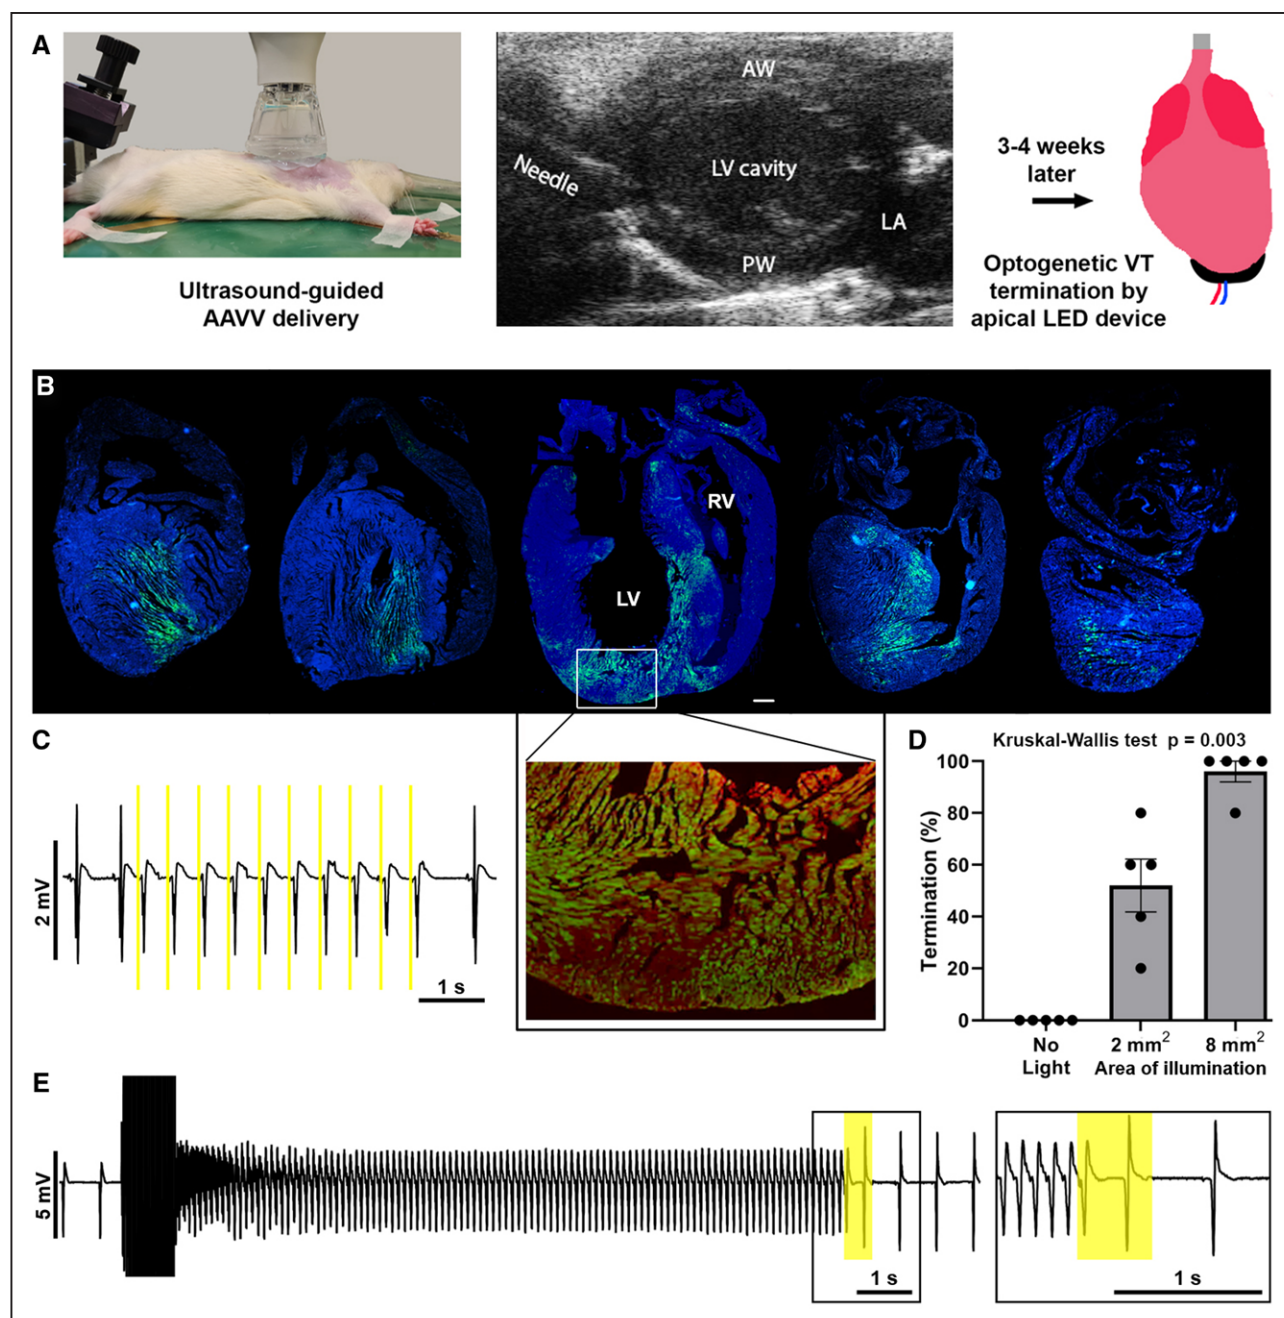 A
AW
Needle
LV cavity
LA
PW
3-4 weeks
later
Ultrasound-guided
AAVV delivery
Optogenetic VT
termination by
apical LED device
B
RV
LV
C
2 mV
1 s
D
Kruskal-Wallis test p = 0.003
Termination (%)
100
80
60
40
20
0
No
Light
2 mm²
8 mm²
Area of illumination
E
5 mV
1 s
1 s